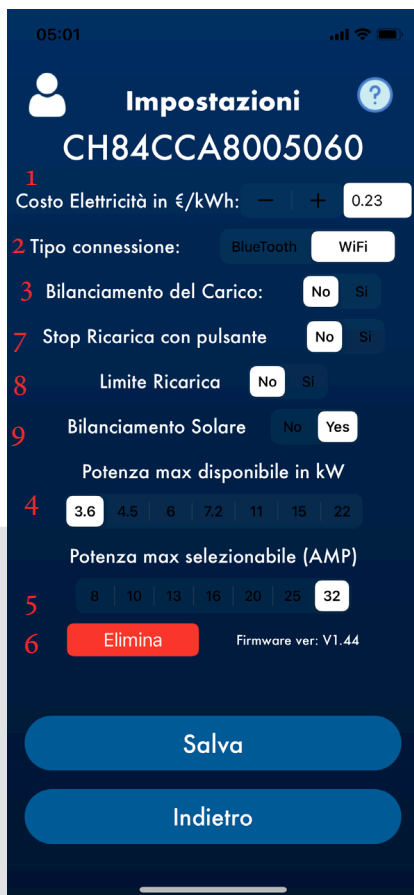 05:01
Impostazioni ?
CH84CCA8005060
1
Costo Elettricità in €/kWh: − + 0.23
2 Tipo connessione: BlueTooth WiFi
3 Bilanciamento del Carico: No Si
7 Stop Ricarica con pulsante No Si
8 Limite Ricarica No Si
9 Bilanciamento Solare No Yes
Potenza max disponibile in kW
4 3.6 4.5 6 7.2 11 15 22
Potenza max selezionabile (AMP)
5 8 10 13 16 20 25 32
6 Elimina Firmware ver: V1.44
Salva
Indietro